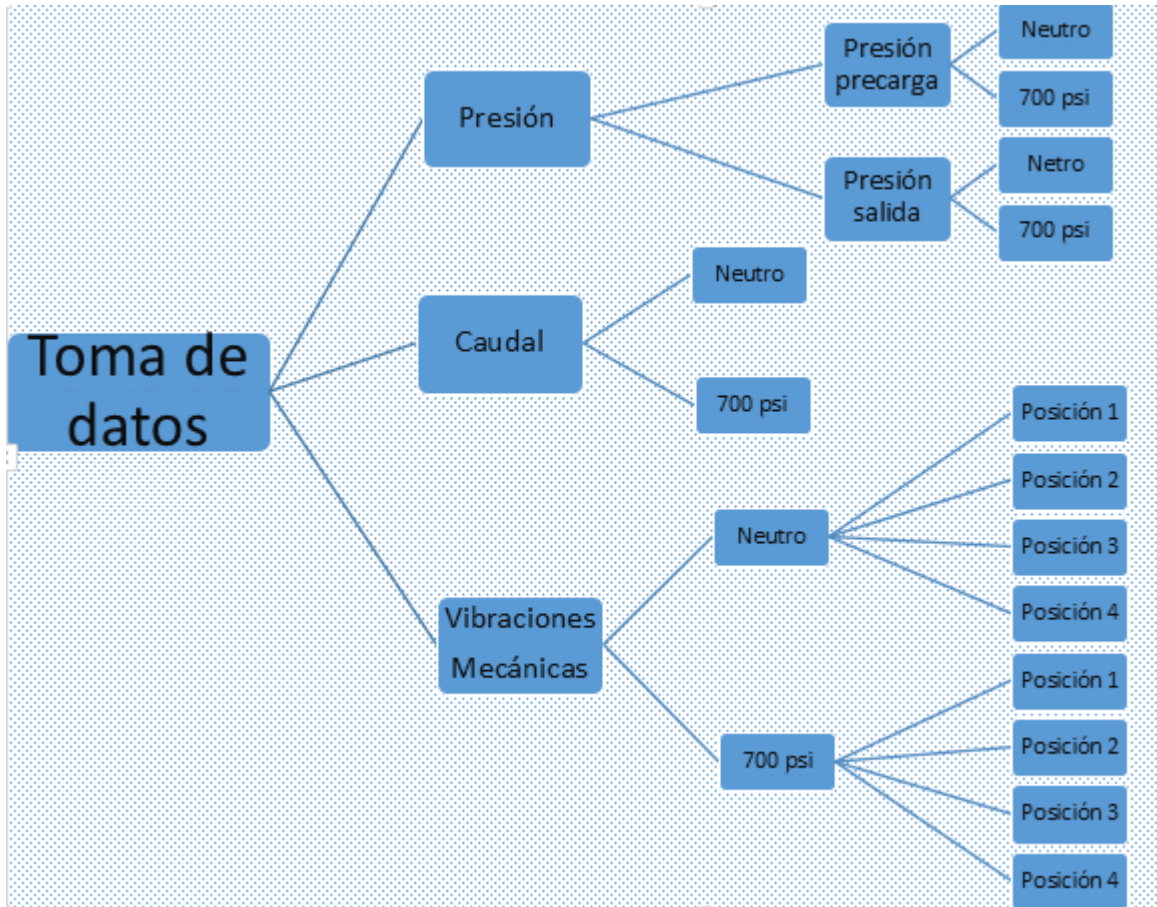 Toma de
datos
Presión
Presión
precarga
Neutro
700 psi
Presión
salida
Netro
700 psi
Caudal
Neutro
700 psi
Vibraciones
Mecánicas
Neutro
Posición 1
Posición 2
Posición 3
Posición 4
700 psi
Posición 1
Posición 2
Posición 3
Posición 4